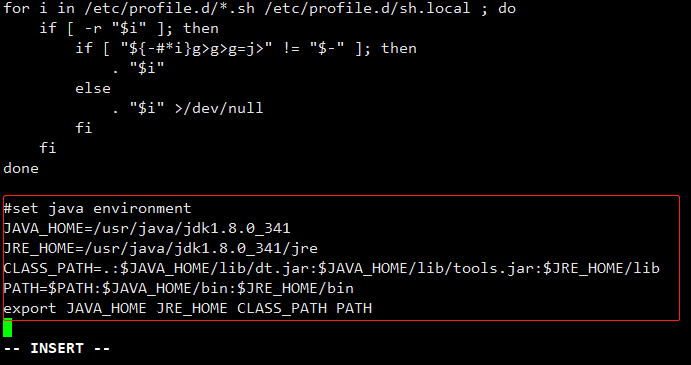 for i in /etc/profile.d/*.sh /etc/profile.d/sh.local ; do
    if [ -r "$i" ]; then
        if [ "${-#*i}g>g>g=j>" != "$-" ]; then
            . "$i"
        else
            . "$i" >/dev/null
        fi
    fi
done
#set java environment
JAVA_HOME=/usr/java/jdk1.8.0_341
JRE_HOME=/usr/java/jdk1.8.0_341/jre
CLASS_PATH=.:$JAVA_HOME/lib/dt.jar:$JAVA_HOME/lib/tools.jar:$JRE_HOME/lib
PATH=$PATH:$JAVA_HOME/bin:$JRE_HOME/bin
export JAVA_HOME JRE_HOME CLASS_PATH PATH
-- INSERT --